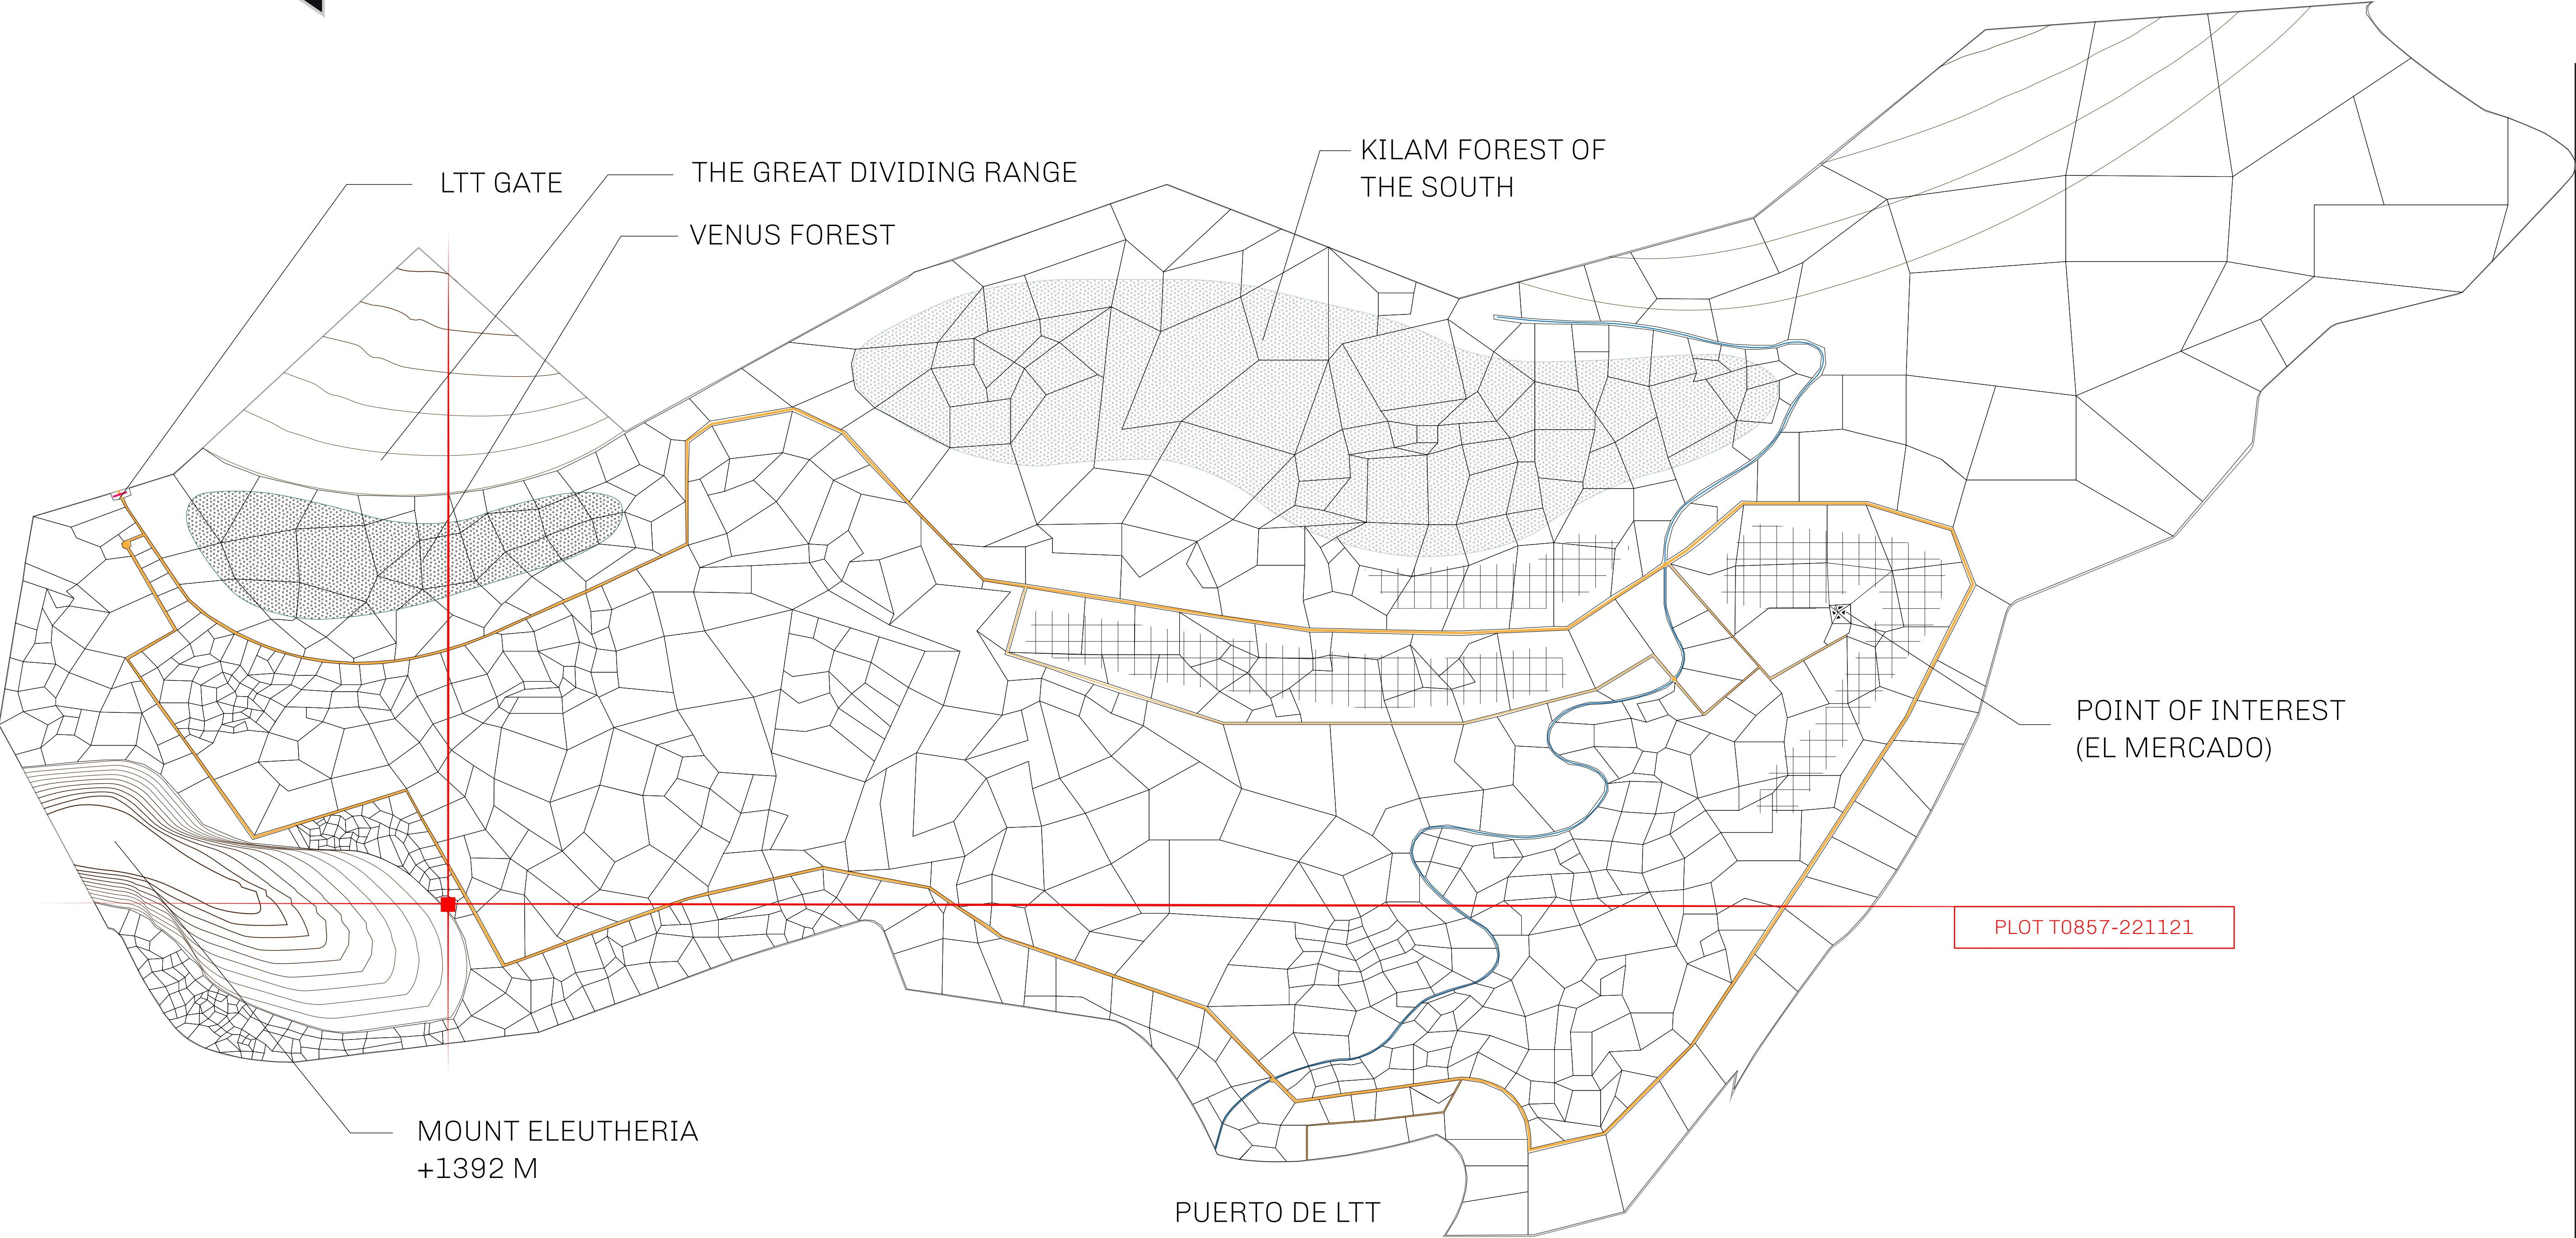 KILAM FOREST OF
THE SOUTH
THE GREAT DIVIDING RANGE
LTT GATE
VENUS FOREST
POINT OF INTEREST
(EL MERCADO)
PLOT T0857-221121
MOUNT ELEUTHERIA
+1392 M
PUERTO DE LTT